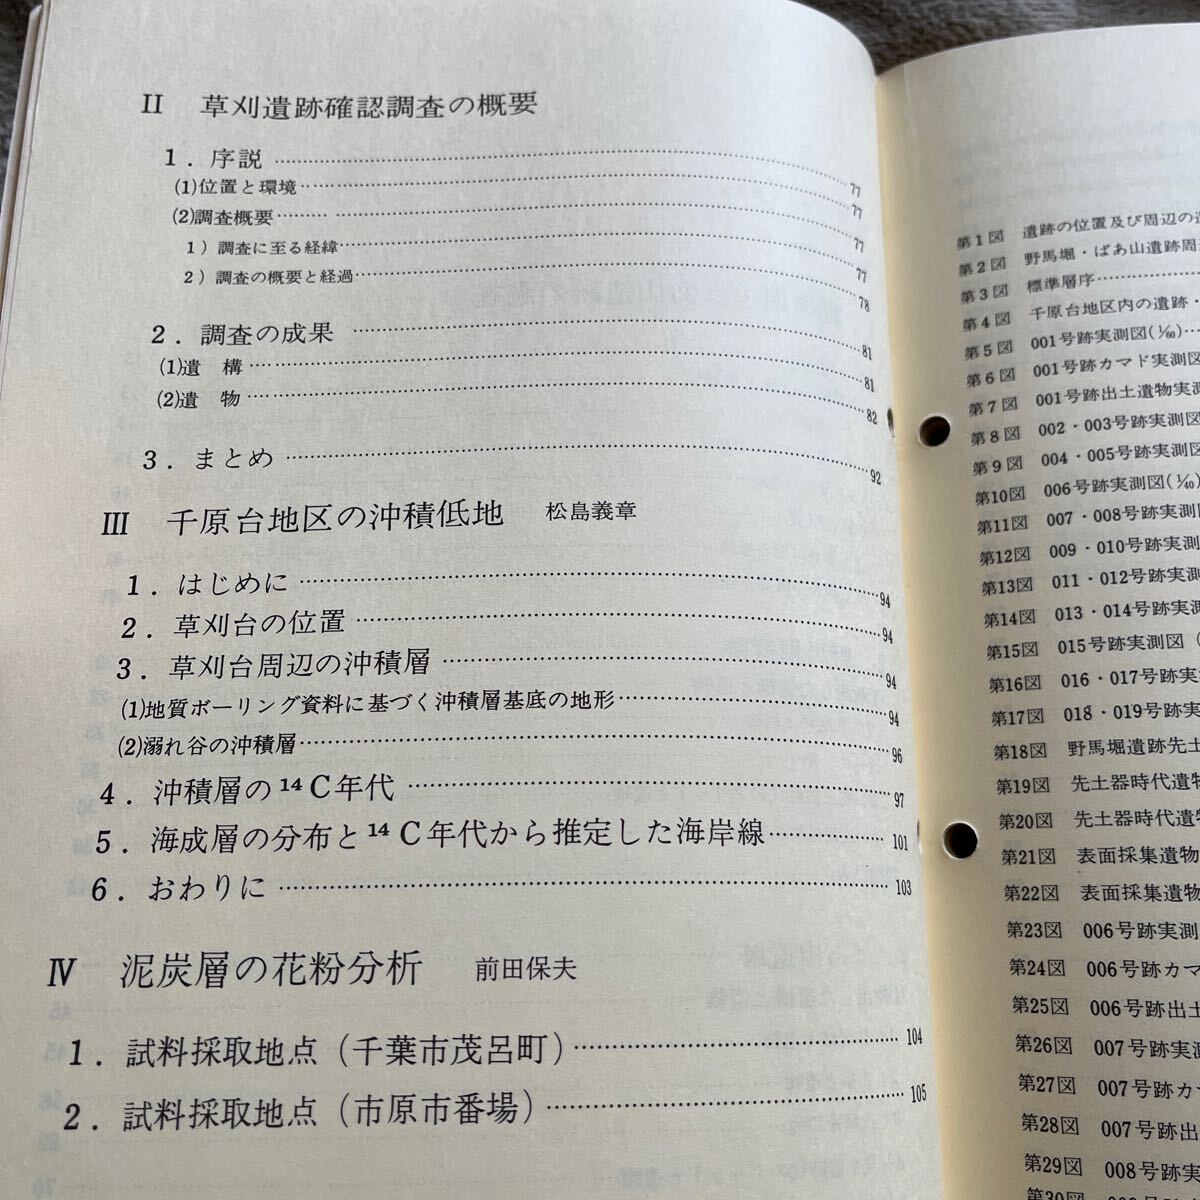 II 草刈遺跡確認調査の概要
1．序説 77
(1)位置と環境 77
(2)調査概要 77
1）調査に至る経緯 77
2）調査の概要と経過 78
2．調査の成果 81
(1)遺　構 81
(2)遺　物 82
3．まとめ 92
III 千原台地区の沖積低地 松島義章
1．はじめに 94
2．草刈台の位置 94
3．草刈台周辺の沖積層 94
(1)地質ボーリング資料に基づく沖積層基底の地形 94
(2)溺れ谷の沖積層 96
4．沖積層の¹⁴C年代 97
5．海成層の分布と¹⁴C年代から推定した海岸線 101
6．おわりに 103
IV 泥炭層の花粉分析 前田保夫
1．試料採取地点（千葉市茂呂町） 104
2．試料採取地点（市原市番場） 105
第1図 遺跡の位置及び周辺の
第2図 野馬堀・ばあ山遺跡周
第3図 標準層序
第4図 千原台地区内の遺跡・
第5図 001号跡実測図(1/60)
第6図 001号跡カマド実測図
第7図 001号跡出土遺物実測
第8図 002・003号跡実測図
第9図 004・005号跡実測図
第10図 006号跡実測図(1/60)
第11図 007・008号跡実測図
第12図 009・010号跡実測
第13図 011・012号跡実測
第14図 013・014号跡実測
第15図 015号跡実測図（
第16図 016・017号跡実測
第17図 018・019号跡実測
第18図 野馬堀遺跡先土
第19図 先土器時代遺物
第20図 先土器時代遺物
第21図 表面採集遺物
第22図 表面採集遺物
第23図 006号跡実測
第24図 006号跡カマ
第25図 006号跡出土
第26図 007号跡実測
第27図 007号跡カマ
第28図 007号跡出
第29図 008号跡実
第30図